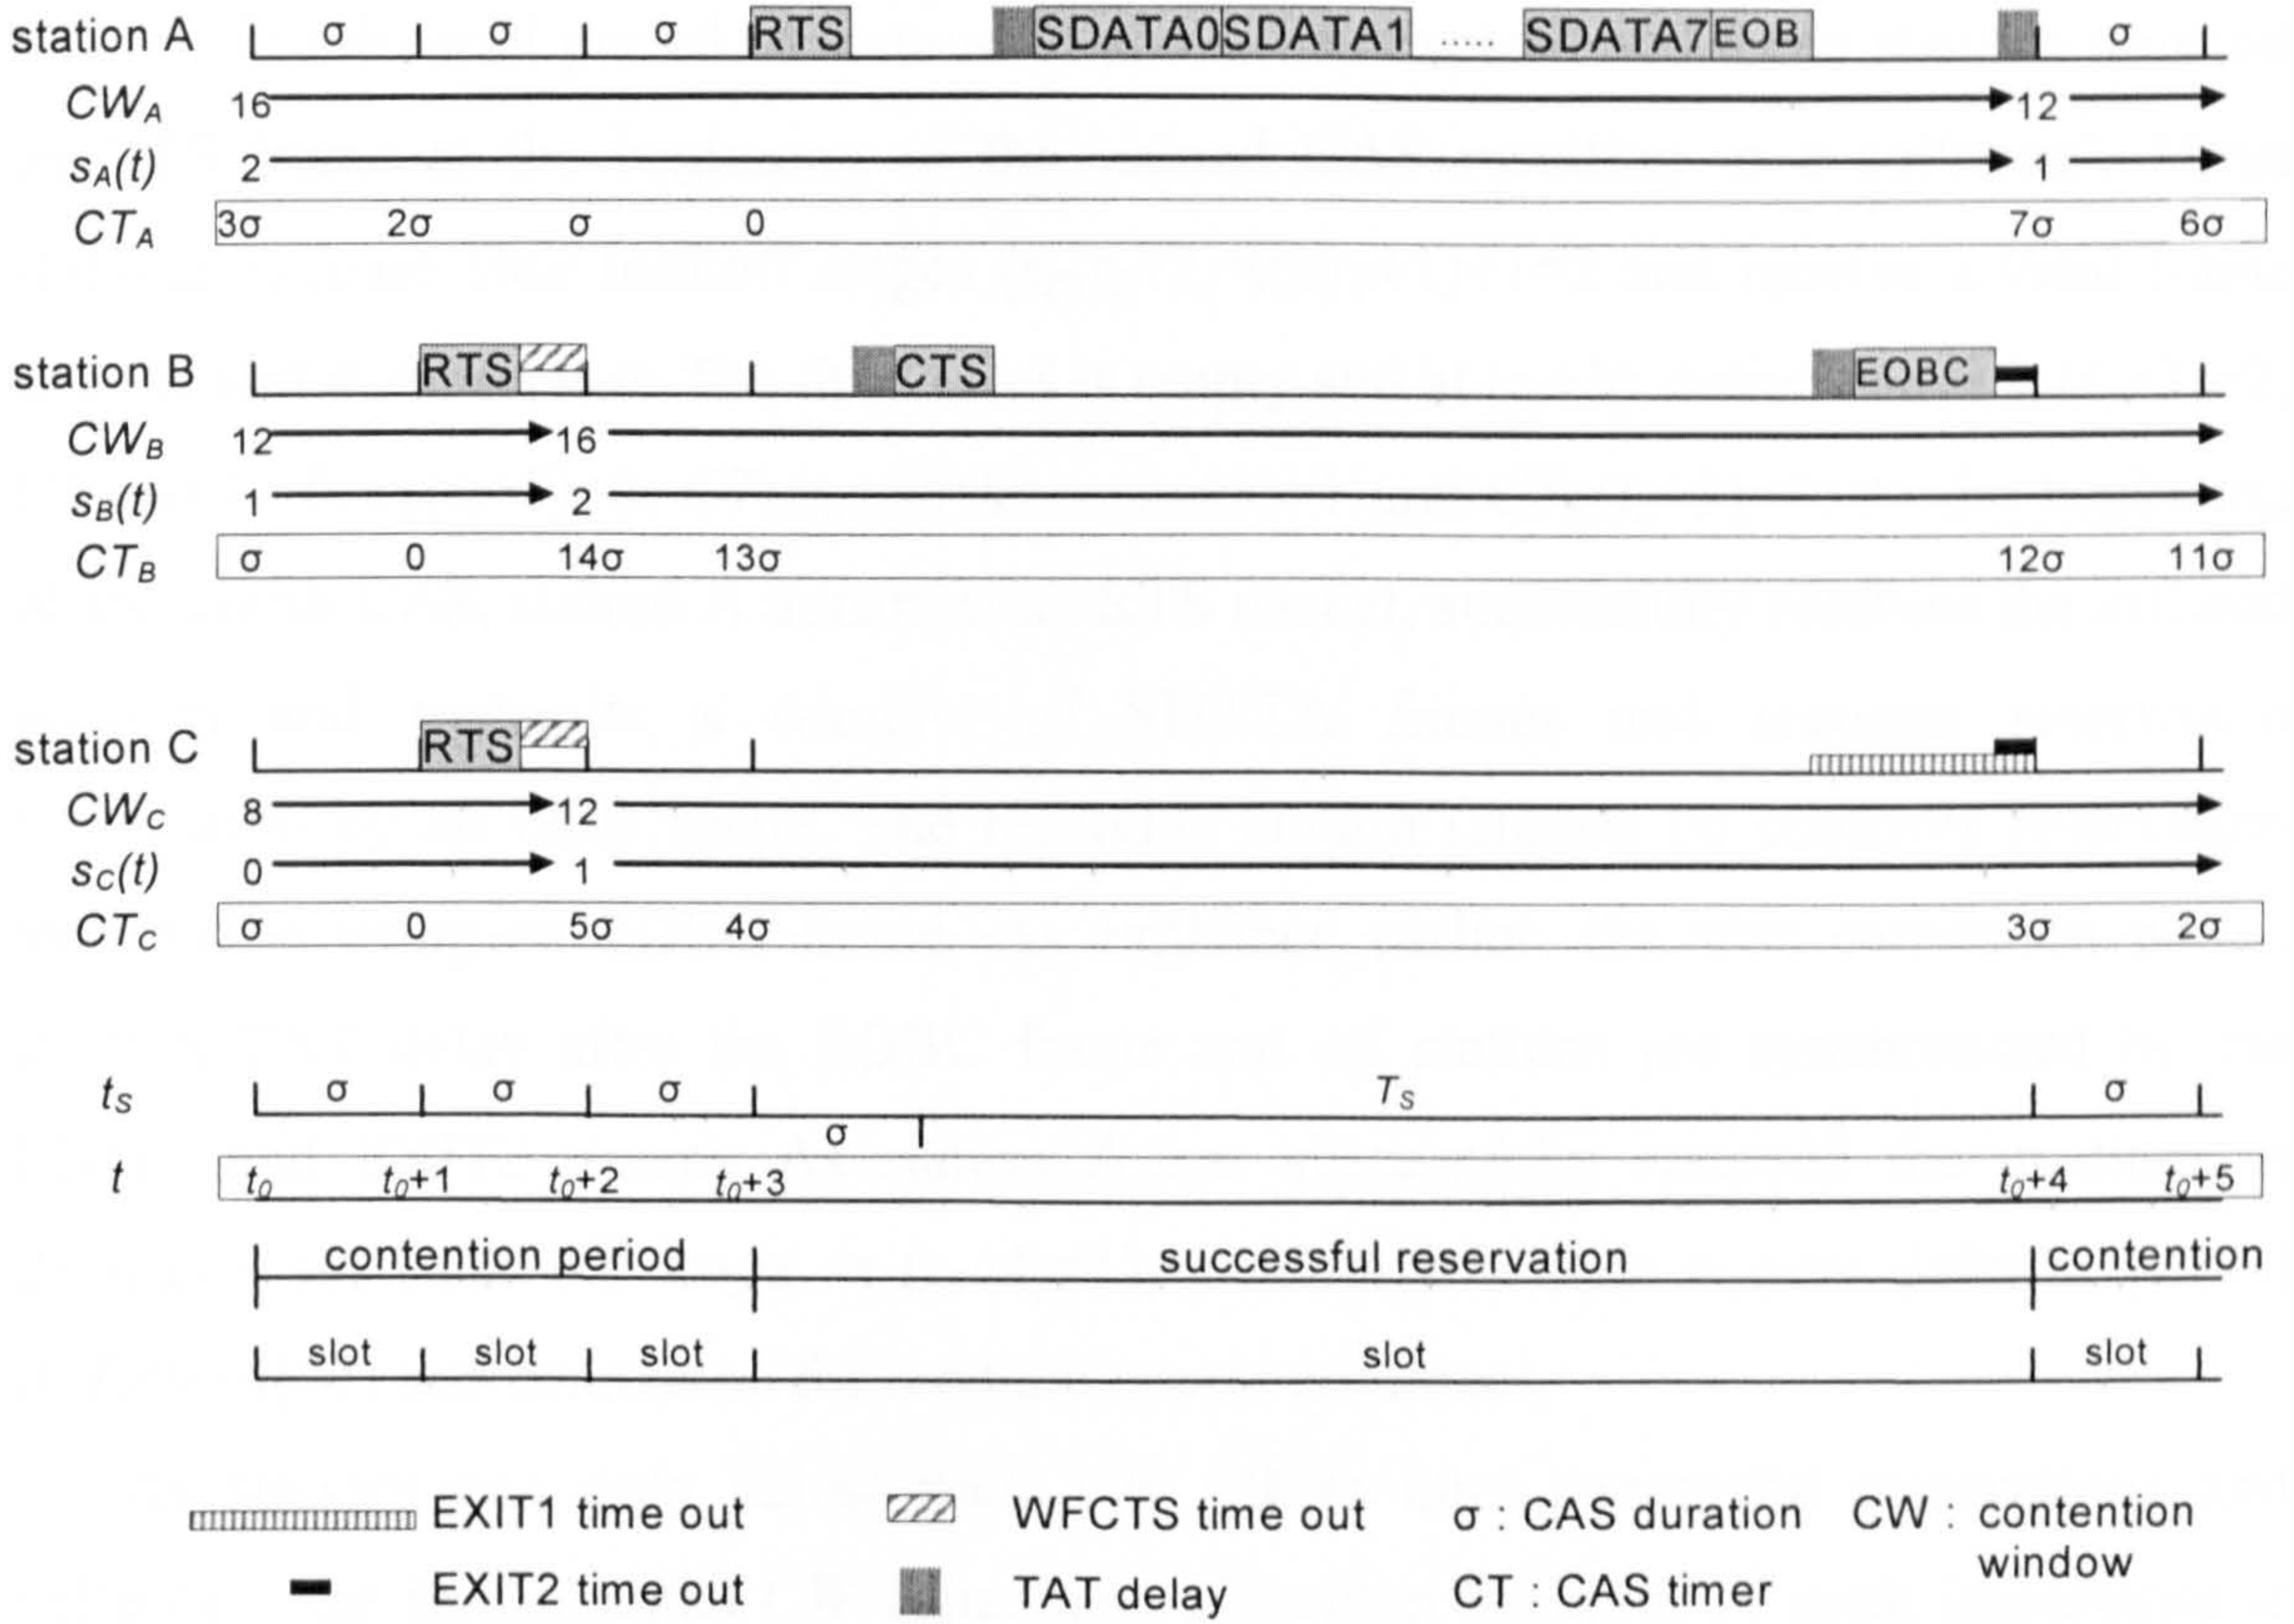 station A σ σ σ RTS SDATA0 SDATA1 ..... SDATA7 EOB σ
CWA 16 12
sA(t) 2 1
CTA 3σ 2σ σ 0 7σ 6σ
station B RTS CTS EOBC
CWB 12 16
sB(t) 1 2
CTB σ 0 14σ 13σ 12σ 11σ
station C RTS
CWC 8 12
sC(t) 0 1
CTC σ 0 5σ 4σ 3σ 2σ
tS σ σ σ TS σ
σ
t t0 t0+1 t0+2 t0+3 t0+4 t0+5
contention period successful reservation contention
slot slot slot slot slot
EXIT1 time out WFCTS time out σ : CAS duration CW : contention
window
EXIT2 time out TAT delay CT : CAS timer